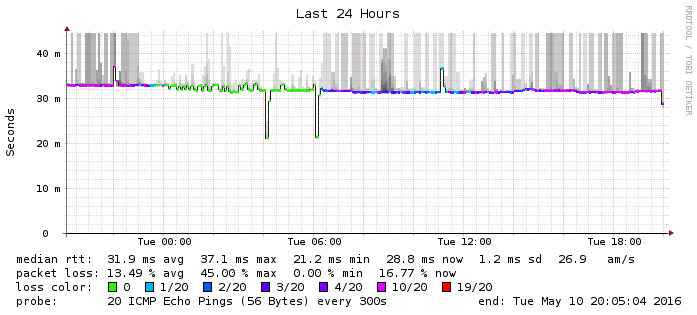 Last 24 Hours
RRDTOOL / TOBI OETIKER
Seconds
40 m
30 m
20 m
10 m
0
Tue 00:00 Tue 06:00 Tue 12:00 Tue 18:00
median rtt: 31.9 ms avg 37.1 ms max 21.2 ms min 28.8 ms now 1.2 ms sd 26.9 am/s
packet loss: 13.49 % avg 45.00 % max 0.00 % min 16.77 % now
loss color: 0 1/20 2/20 3/20 4/20 10/20 19/20
probe: 20 ICMP Echo Pings (56 Bytes) every 300s end: Tue May 10 20:05:04 2016